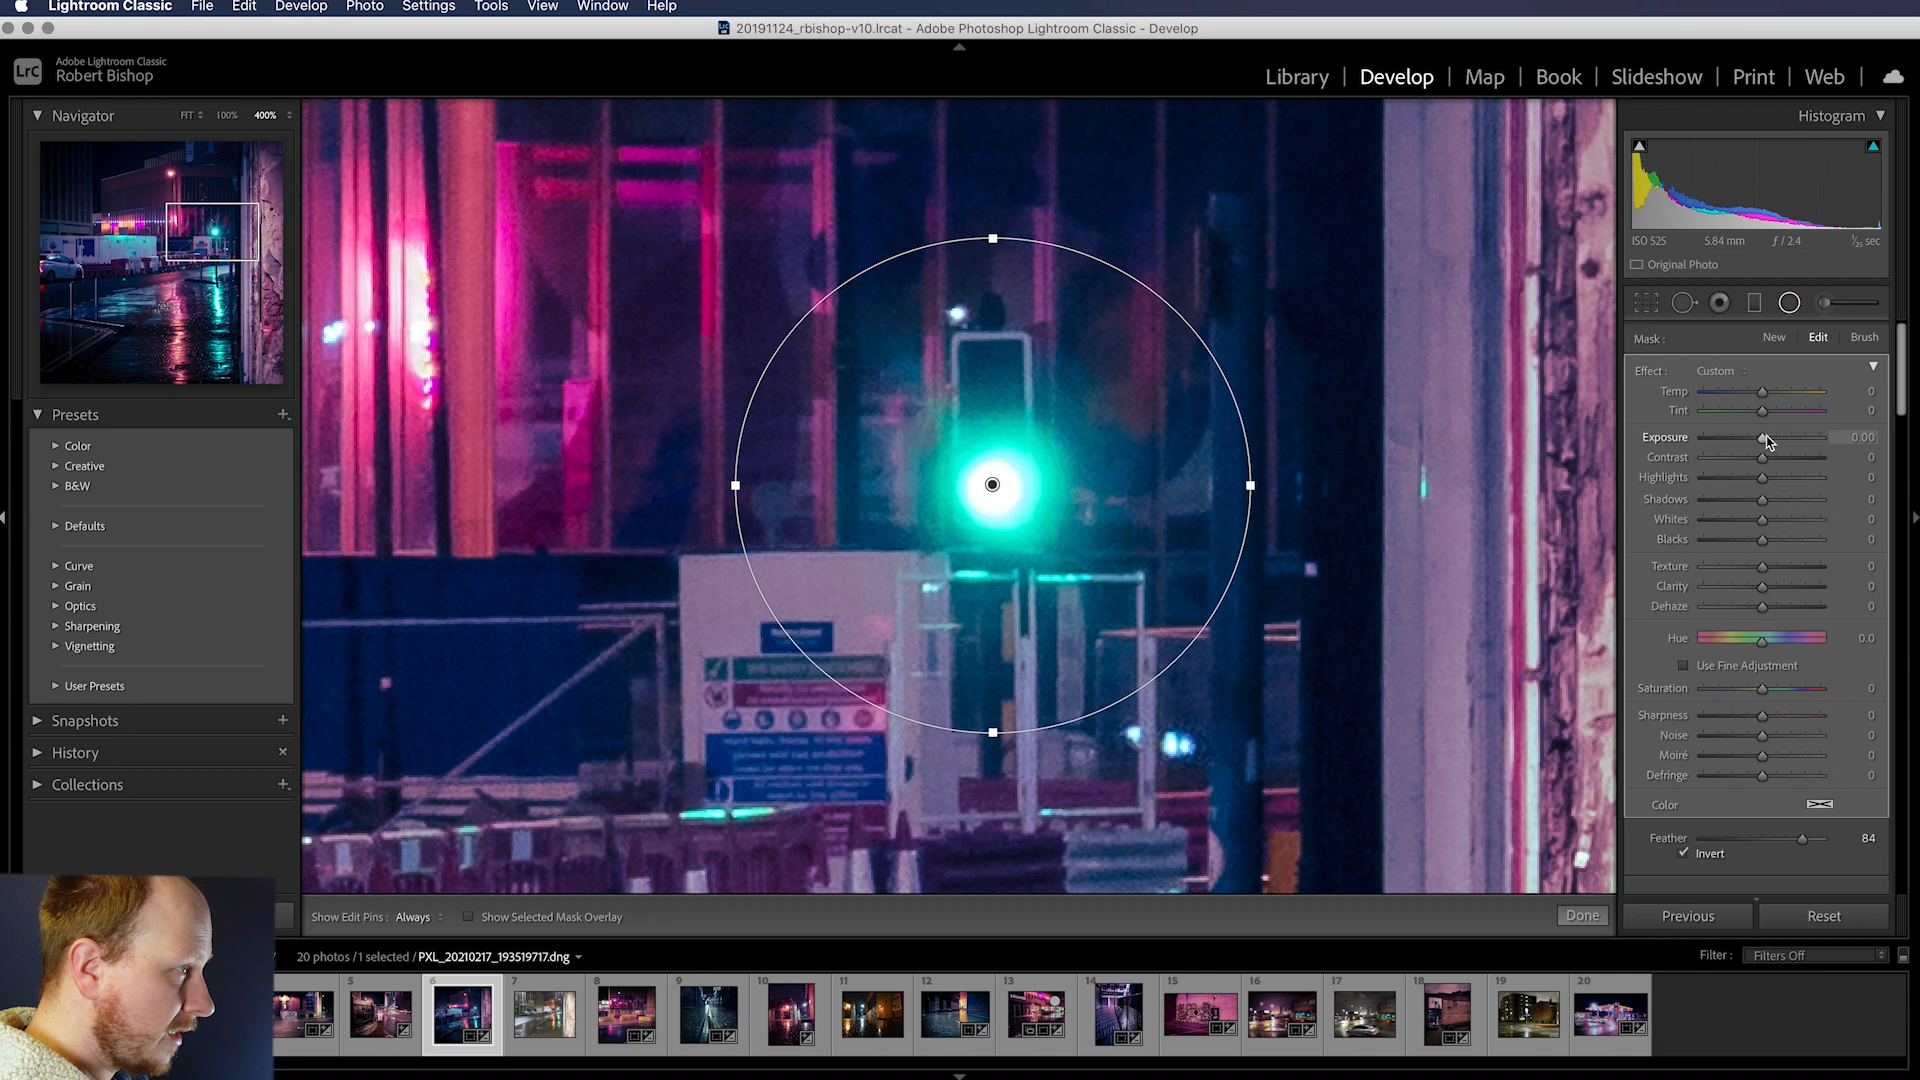 Lightroom Classic File Edit Develop Photo Settings Tools View Window Help
20191124_rbishop-v10.lrcat - Adobe Photoshop Lightroom Classic - Develop
LrC
Adobe Lightroom Classic
Robert Bishop
Library | Develop | Map | Book | Slideshow | Print | Web |
Navigator FIT 100% 400%
Presets
Color
Creative
B&W
Defaults
Curve
Grain
Optics
Sharpening
Vignetting
User Presets
Snapshots
History
Collections
Histogram
ISO 525 5.84 mm ƒ / 2.4 1/25 sec
Original Photo
Mask : New Edit Brush
Effect : Custom
Temp 0
Tint 0
Exposure 0.00
Contrast 0
Highlights 0
Shadows 0
Whites 0
Blacks 0
Texture 0
Clarity 0
Dehaze 0
Hue 0.0
Use Fine Adjustment
Saturation 0
Sharpness 0
Noise 0
Moiré 0
Defringe 0
Color
Feather 84
Invert
Previous Reset
Show Edit Pins : Always Show Selected Mask Overlay Done
20 photos / 1 selected / PXL_20210217_193519717.dng
Filter : Filters Off
5 6 7 8 9 10 11 12 13 14 15 16 17 18 19 20